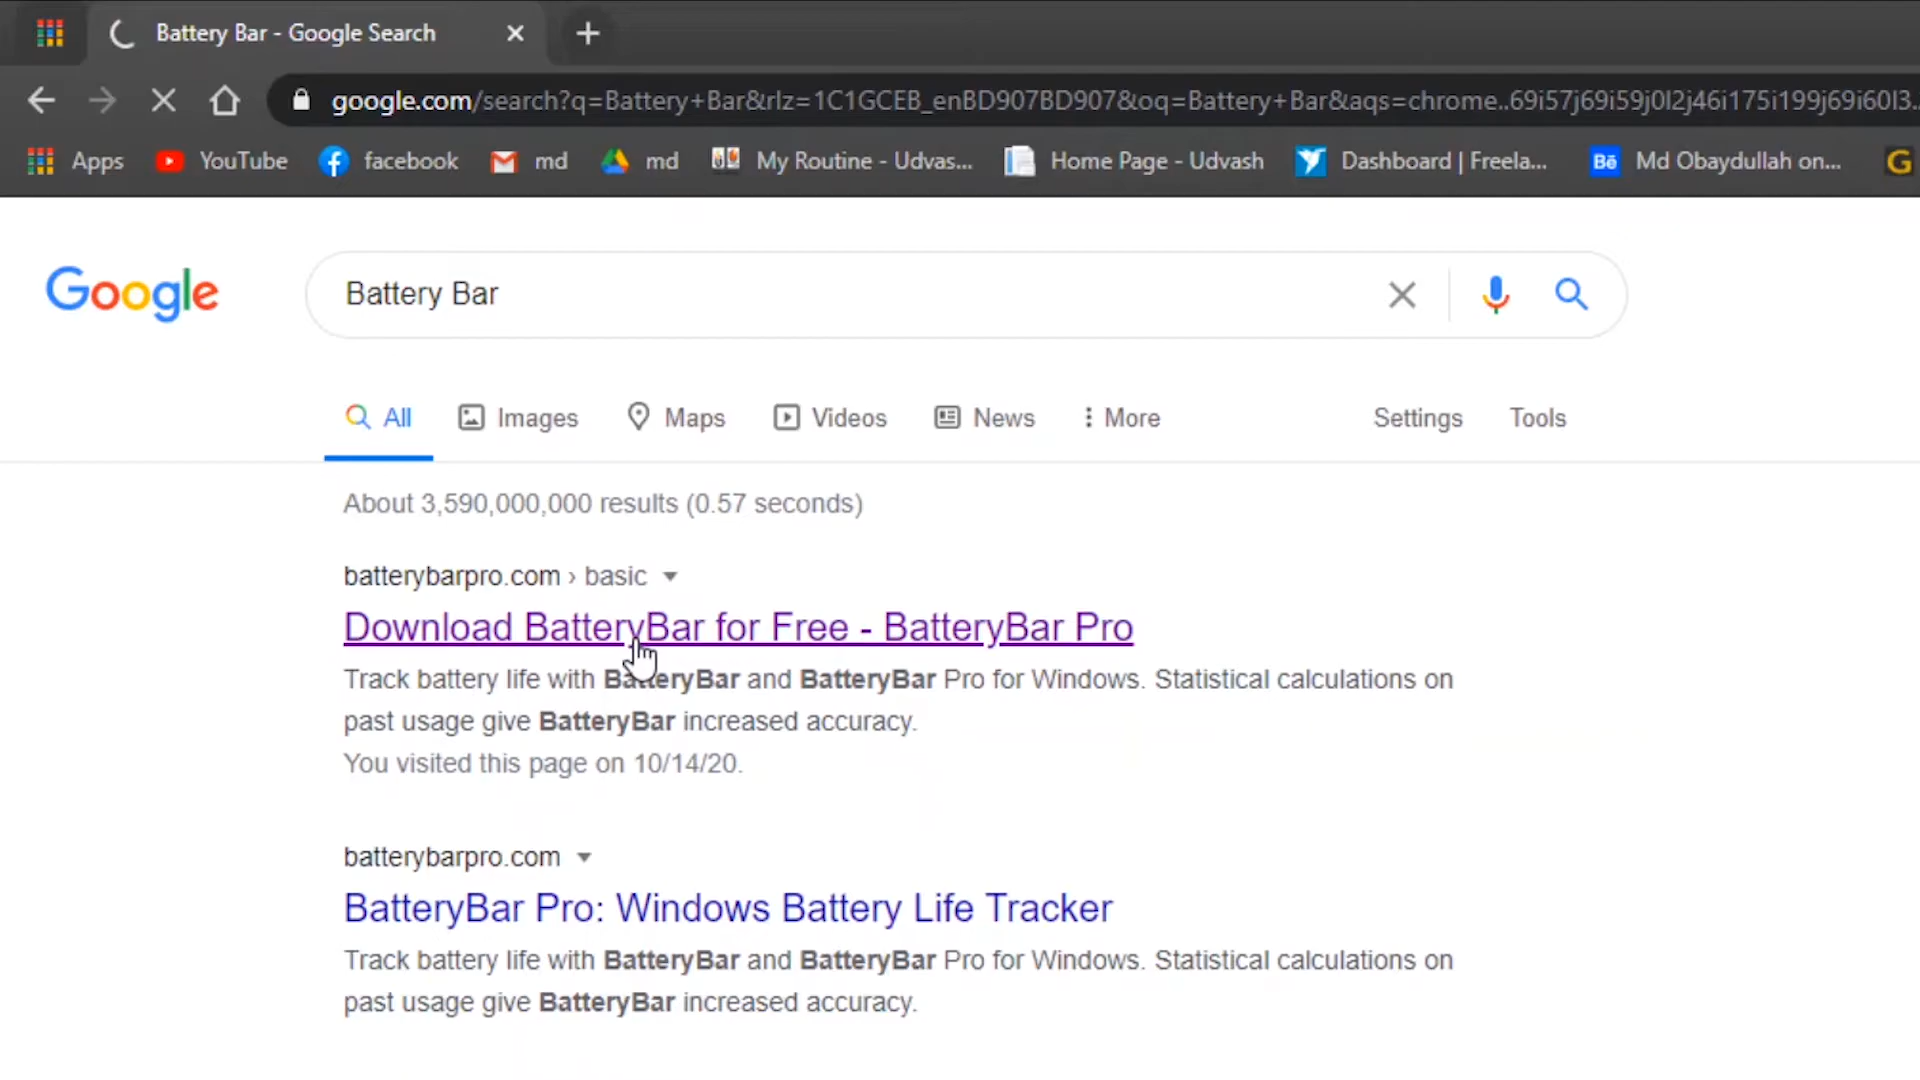 Battery Bar - Google Search
google.com/search?q=Battery+Bar&rlz=1C1GCEB_enBD907BD907&oq=Battery+Bar&aqs=chrome..69i57j69i59j0l2j46i175i199j69i60l3..
Apps YouTube facebook md md My Routine - Udvas... Home Page - Udvash Dashboard | Freela... Bē Md Obaydullah on... G
Google Battery Bar
All Images Maps Videos News More Settings Tools
About 3,590,000,000 results (0.57 seconds)
batterybarpro.com › basic
Download BatteryBar for Free - BatteryBar Pro
Track battery life with BatteryBar and BatteryBar Pro for Windows. Statistical calculations on
past usage give BatteryBar increased accuracy.
You visited this page on 10/14/20.
batterybarpro.com
BatteryBar Pro: Windows Battery Life Tracker
Track battery life with BatteryBar and BatteryBar Pro for Windows. Statistical calculations on
past usage give BatteryBar increased accuracy.